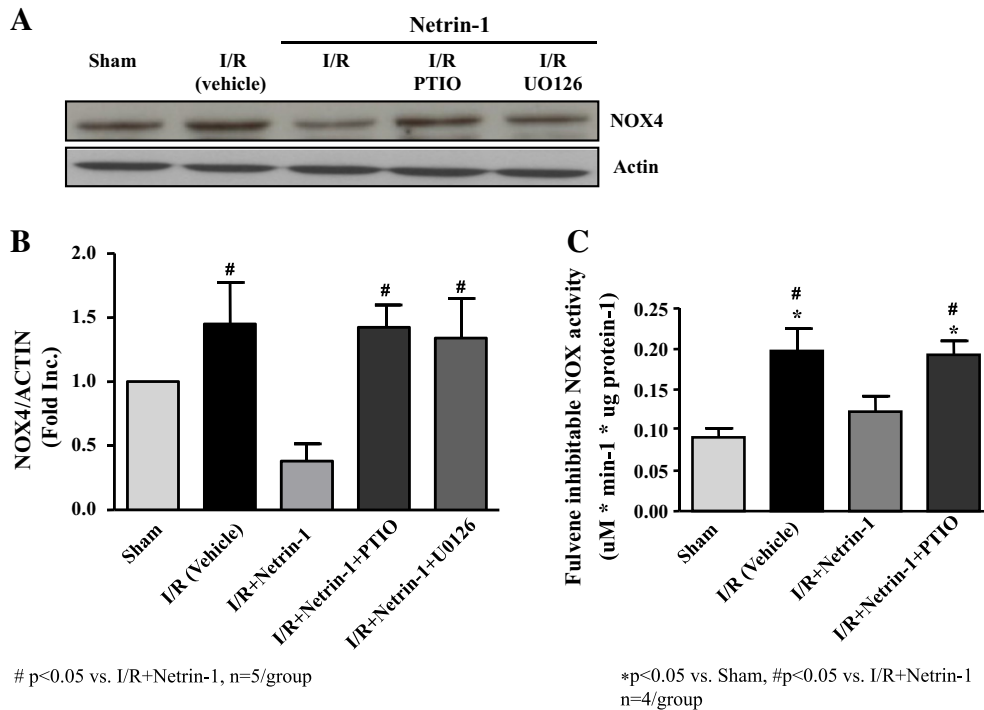 A
Netrin-1
Sham I/R I/R I/R I/R
(vehicle) PTIO UO126
NOX4
Actin
B
NOX4/ACTIN
(Fold Inc.)
2.0
1.5
1.0
0.5
0.0
#
#
#
Sham
I/R (Vehicle)
I/R+Netrin-1
I/R+Netrin-1+PTIO
I/R+Netrin-1+U0126
# p<0.05 vs. I/R+Netrin-1, n=5/group
C
Fulvene inhibitable NOX activity
(uM * min-1 * ug protein-1)
0.25
0.20
0.15
0.10
0.05
0.00
#
*
#
*
Sham
I/R (Vehicle)
I/R+Netrin-1
I/R+Netrin-1+PTIO
*p<0.05 vs. Sham, #p<0.05 vs. I/R+Netrin-1
n=4/group